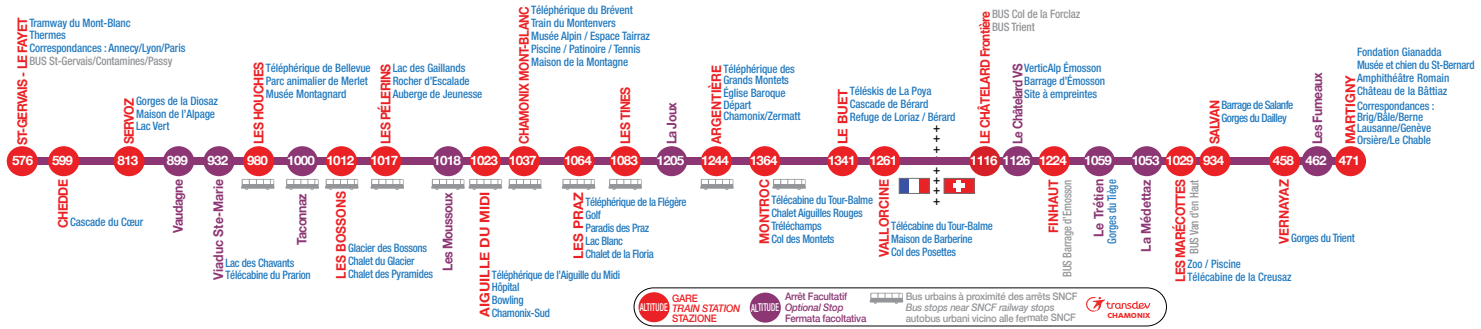 ST-GERVAIS - LE FAYET
Tramway du Mont-Blanc
Thermes
Correspondances : Annecy/Lyon/Paris
BUS St-Gervais/Contamines/Passy
576
599
CHEDDE
Cascade du Cœur
SERVOZ
Gorges de la Diosaz
Maison de l'Alpage
Lac Vert
813
899
Vaudagne
932
Viaduc Ste-Marie
Lac des Chavants
Télécabine du Prarion
LES HOUCHES
Téléphérique de Bellevue
Parc animalier de Merlet
Musée Montagnard
980
1000
Taconnaz
1012
LES BOSSONS
Glacier des Bossons
Chalet du Glacier
Chalet des Pyramides
LES PÉLERINS
Lac des Gaillands
Rocher d'Escalade
Auberge de Jeunesse
1017
1018
Les Moussoux
1023
AIGUILLE DU MIDI
Téléphérique de l'Aiguille du Midi
Hôpital
Bowling
Chamonix-Sud
CHAMONIX MONT-BLANC
Téléphérique du Brévent
Train du Montenvers
Musée Alpin / Espace Tairraz
Piscine / Patinoire / Tennis
Maison de la Montagne
1037
1064
LES PRAZ
Téléphérique de la Flégère
Golf
Paradis des Praz
Lac Blanc
Chalet de la Floria
LES TINES
1083
La Joux
1205
ARGENTIÈRE
Téléphérique des
Grands Montets
Église Baroque
Départ
Chamonix/Zermatt
1244
1364
MONTROC
Télécabine du Tour-Balme
Chalet Aiguilles Rouges
Tréléchamps
Col des Montets
LE BUET
Téléskis de La Poya
Cascade de Bérard
Refuge de Loriaz / Bérard
1341
1261
VALLORCINE
Télécabine du Tour-Balme
Maison de Barberine
Col des Posettes
LE CHÂTELARD Frontière
BUS Col de la Forclaz
BUS Trient
1116
Le Châtelard VS
VerticAlp Émosson
Barrage d'Émosson
Site à empreintes
1126
1224
FINHAUT
BUS Barrage d'Emosson
1059
Le Trétien
Gorges du Tiège
1053
La Médettaz
1029
LES MARÉCOTTES
BUS Van d'en Haut
Zoo / Piscine
Télécabine de la Creusaz
SALVAN
Barrage de Salanfe
Gorges du Dailley
934
458
VERNAYAZ
Gorges du Trient
Les Fumeaux
462
MARTIGNY
Fondation Gianadda
Musée et chien du St-Bernard
Amphithéâtre Romain
Château de la Bâttiaz
Correspondances :
Brig/Bâle/Berne
Lausanne/Genève
Orsière/Le Chable
471
ALTITUDE
GARE
TRAIN STATION
STAZIONE
ALTITUDE
Arrêt Facultatif
Optional Stop
Fermata facoltativa
Bus urbains à proximité des arrêts SNCF
Bus stops near SNCF railway stops
autobus urbani vicino alle fermate SNCF
transdev
CHAMONIX